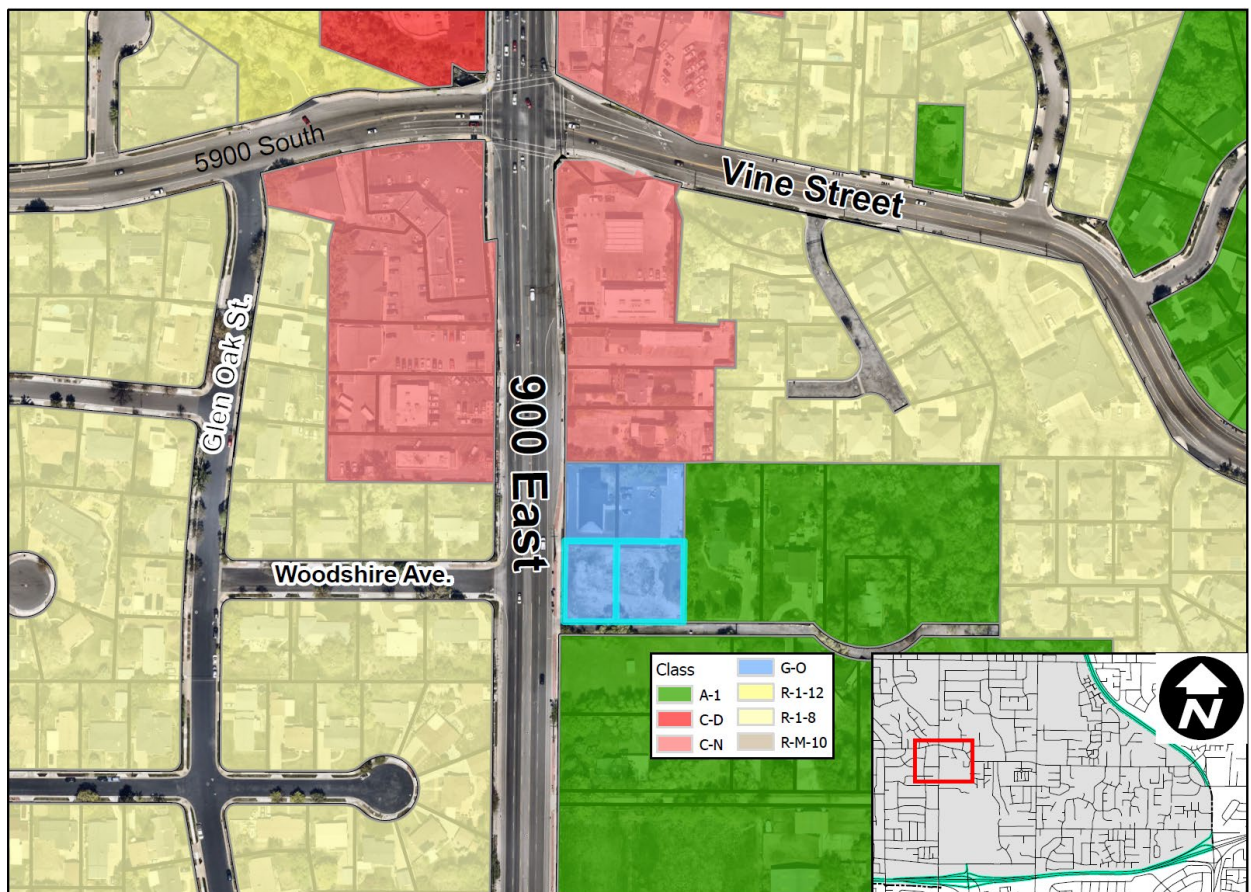 5900 South
Vine Street
Glen Oak St.
900 East
Woodshire Ave.
Class
A-1
C-D
C-N
G-O
R-1-12
R-1-8
R-M-10
N